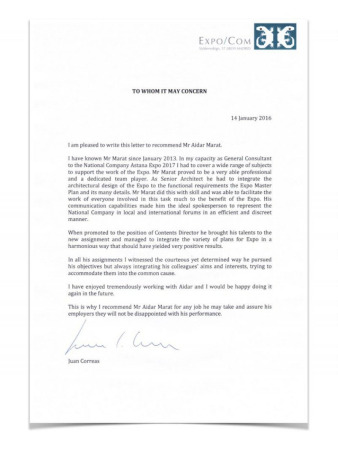 EXPO/COM
TO WHOM IT MAY CONCERN
14 January 2016
I am pleased to write this letter to recommend Mr Aidar Marat.
I have known Mr Marat since January 2013. In my capacity as General Consultant
to the National Company Astana Expo 2017 I had to cover a wide range of subjects
to support the work of the Expo. Mr Marat proved to be a very able professional
and a dedicated team player. As Senior Architect he had to integrate the
architectural design of the Expo to the functional requirements the Expo Master
Plan and its many details. Mr Marat did this with skill and was able to facilitate the
work of everyone involved in this task much to the benefit of the Expo. His
communication capabilities made him the ideal spokesperson to represent the
National Company in local and international forums in an efficient and discreet
manner.
When promoted to the position of Contents Director he brought his talents to the
new assignment and managed to integrate the variety of plans for Expo in a
harmonious way that should have yielded very positive results.
In all his assignments I witnessed the courteous yet determined way he pursued
his objectives but always integrating his colleagues' aims and interests, trying to
accommodate them into the common cause.
I have enjoyed tremendously working with Aidar and I would be happy doing it
again in the future.
This is why I recommend Mr Aidar Marat for any job he may take and assure his
employers they will not be disappointed with his performance.
Juan Correas